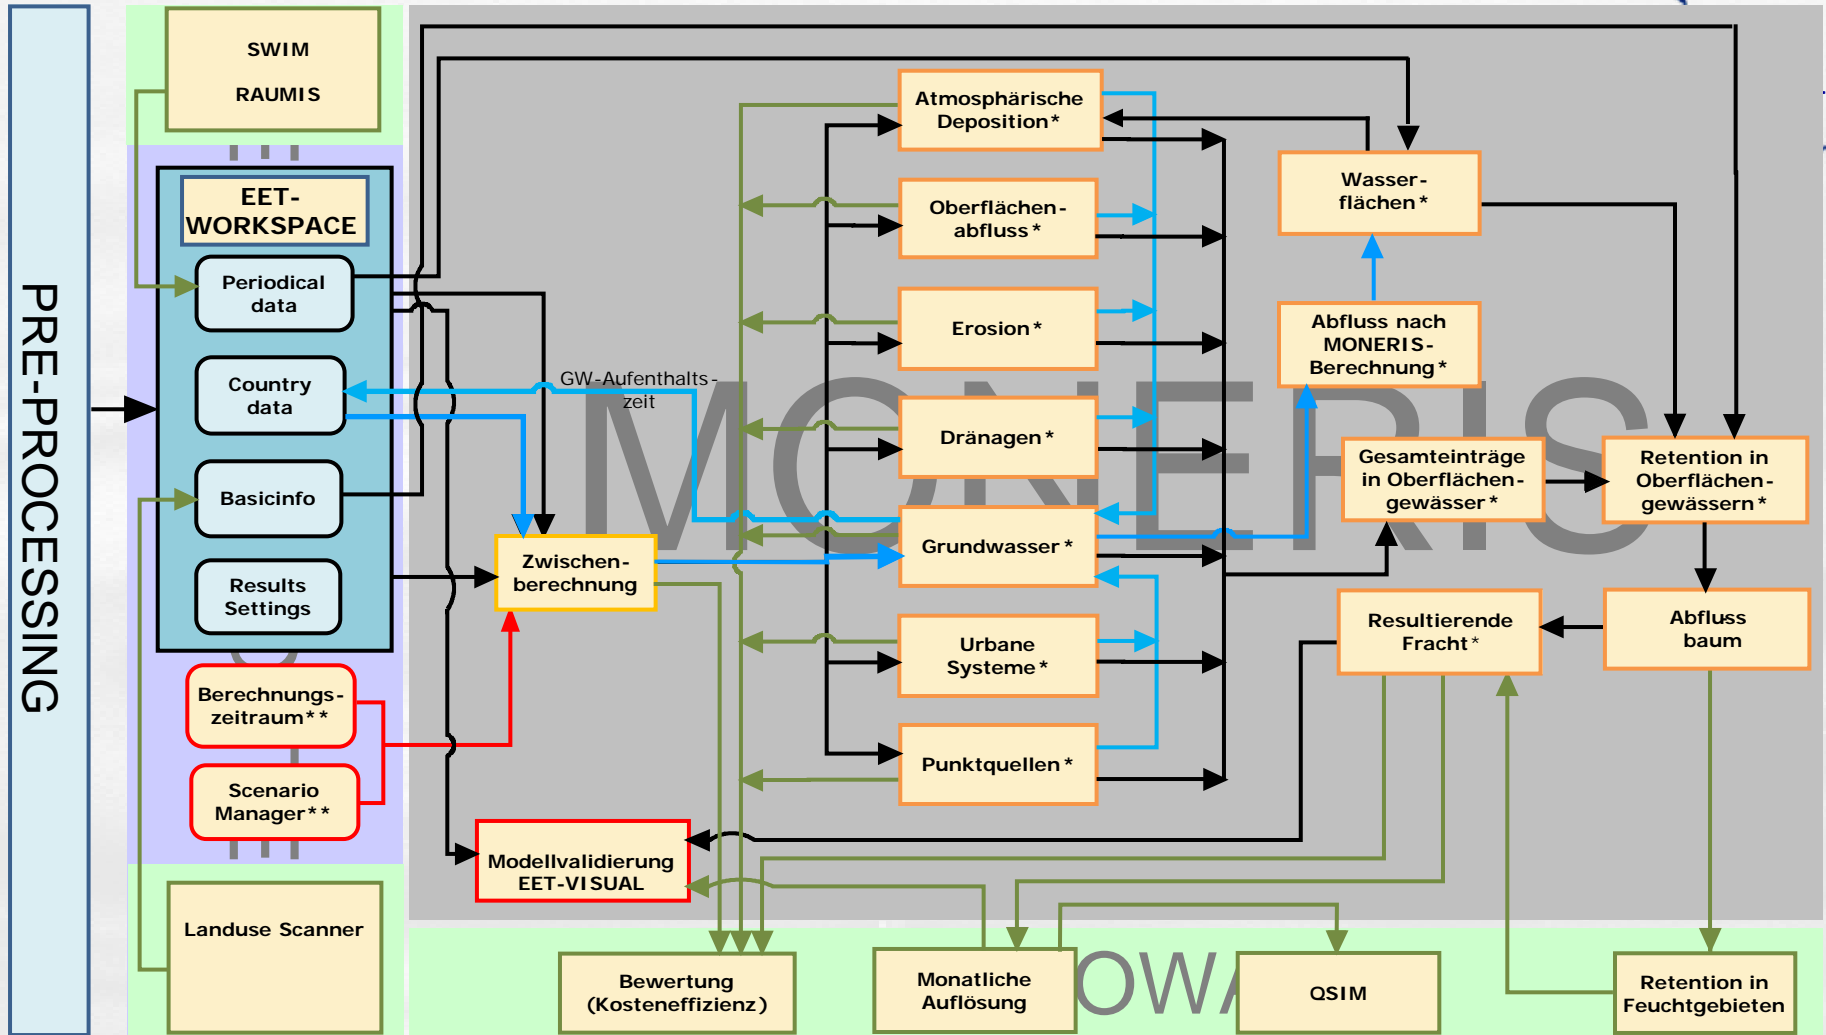 PRE-PROCESSING
SWIM
RAUMIS
EET-
WORKSPACE
Periodical
data
Country
data
Basicinfo
Results
Settings
Berechnungs-
zeitraum**
Scenario
Manager**
Landuse Scanner
MONERIS
GW-Aufenthalts-
zeit
Zwischen-
berechnung
Modellvalidierung
EET-VISUAL
Atmosphärische
Deposition*
Oberflächen-
abfluss*
Erosion*
Dränagen*
Grundwasser*
Urbane
Systeme*
Punktquellen*
Wasser-
flächen*
Abfluss nach
MONERIS-
Berechnung*
Gesamteinträge
in Oberflächen-
gewässer*
Retention in
Oberflächen-
gewässern*
Resultierende
Fracht*
Abfluss
baum
Bewertung
(Kosteneffizienz)
Monatliche
Auflösung
QSIM
Retention in
Feuchtgebieten